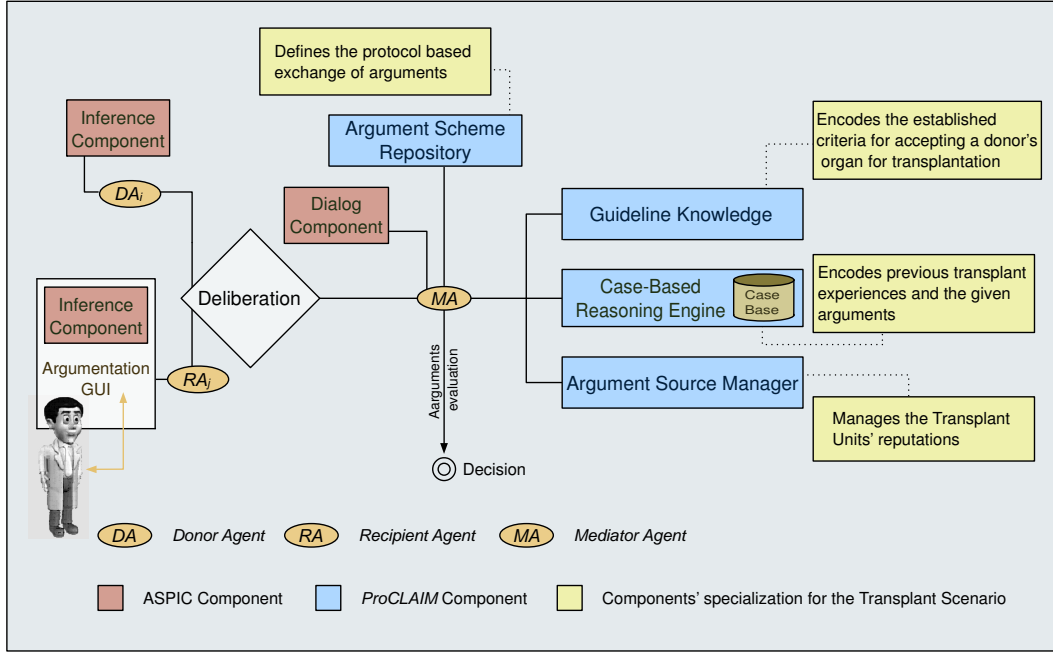 Defines the protocol based
exchange of arguments
Inference
Component
Argument Scheme
Repository
Encodes the established
criteria for accepting a donor's
organ for transplantation
DAi
Dialog
Component
Guideline Knowledge
Deliberation
MA
Case-Based
Reasoning Engine
Case
Base
Encodes previous transplant
experiences and the given
arguments
Inference
Component
Argumentation
GUI
RAj
Aarguments
evaluation
Argument Source Manager
Manages the Transplant
Units' reputations
Decision
DA Donor Agent RA Recipient Agent MA Mediator Agent
ASPIC Component ProCLAIM Component Components' specialization for the Transplant Scenario